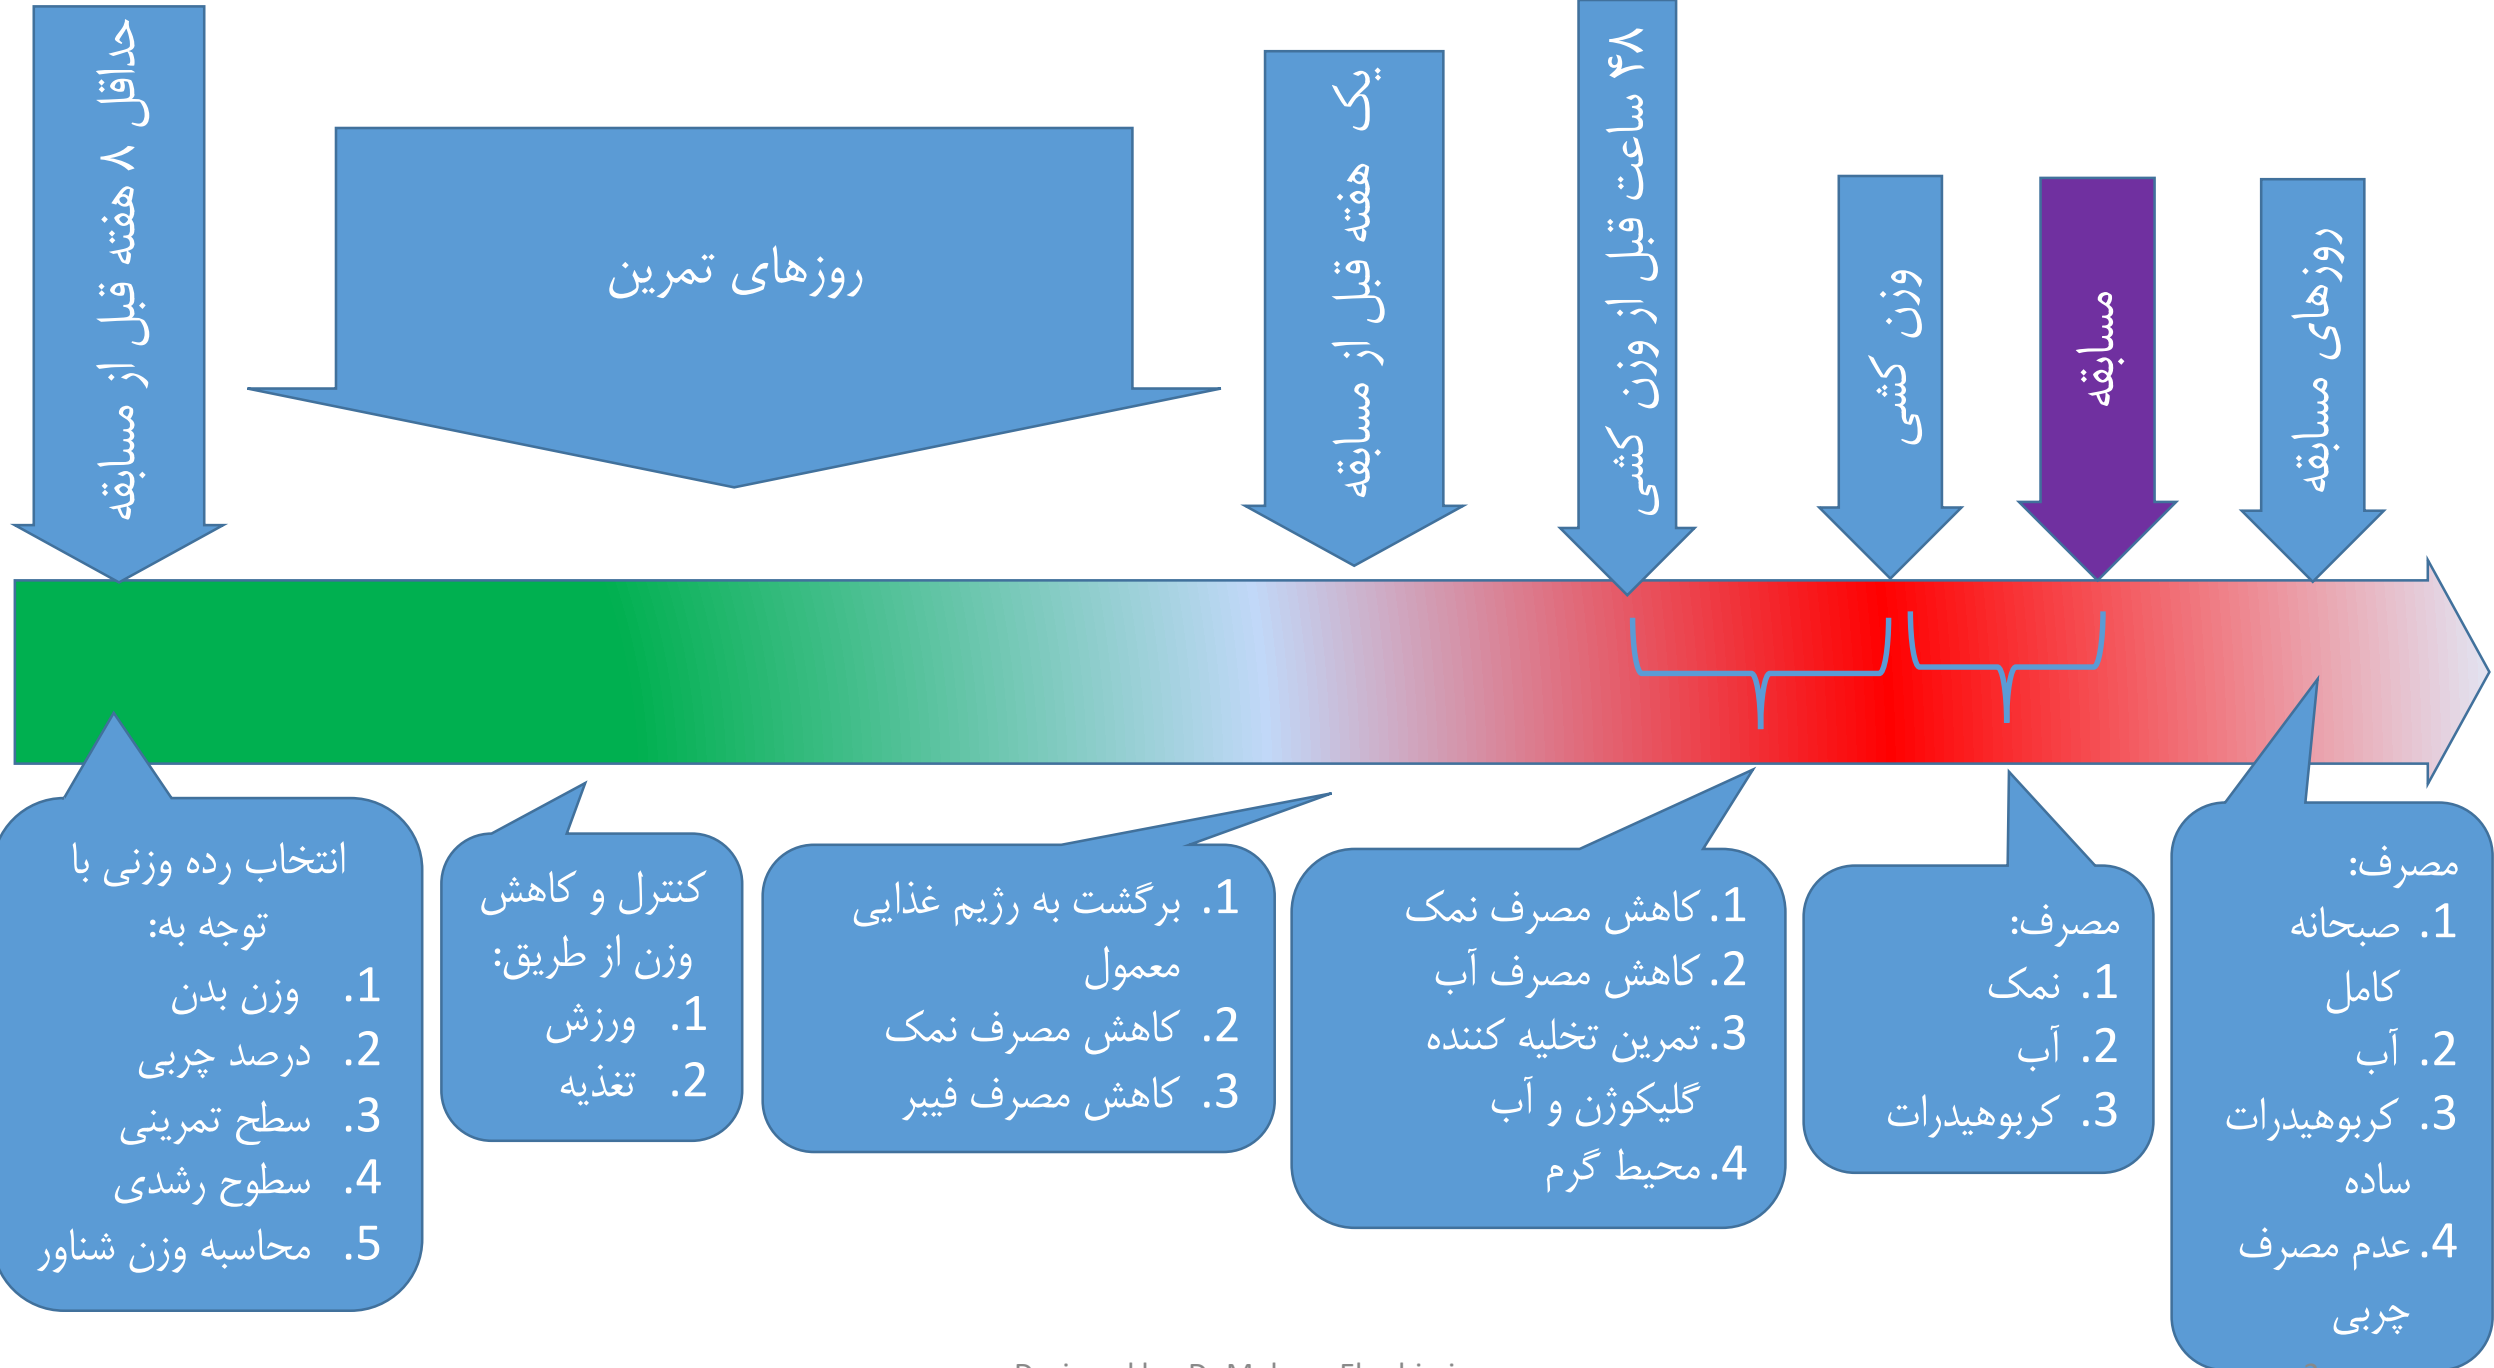 حداقل ۸ هفته قبل از مسابقه
روزهای تمرین
یک هفته قبل از مسبقه
۴۸ ساعت قبل از وزن کشی
وزن کشی
مسبقه
روزهای مسابقه
انتخاب رده وزنی با
توجه به:
1. وزن بدن
2. درصد چربی
3. سطح تمرینی
4. سطوح رشدی
5. محاسبه وزن شناور
کنترل و کاهش
وزن از طریق:
1. ورزش
2. تغذیه
1. برگشت به رژیم غذایی
معمول
2. کاهش مصرف نمک
3. کاهش مصرف فیبر
1. کاهش مصرف نمک
2. کاهش مصرف آب
3. تمرین تخلیه کننده
گلیکوژن و آب
4. محیط گرم
مصرف:
1. نمک
2. آب
3. کربوهیدرات
مصرف:
1. صبحانه
کامل
2. آب
3. کربوهیدرات
ساده
4. عدم مصرف
چربی